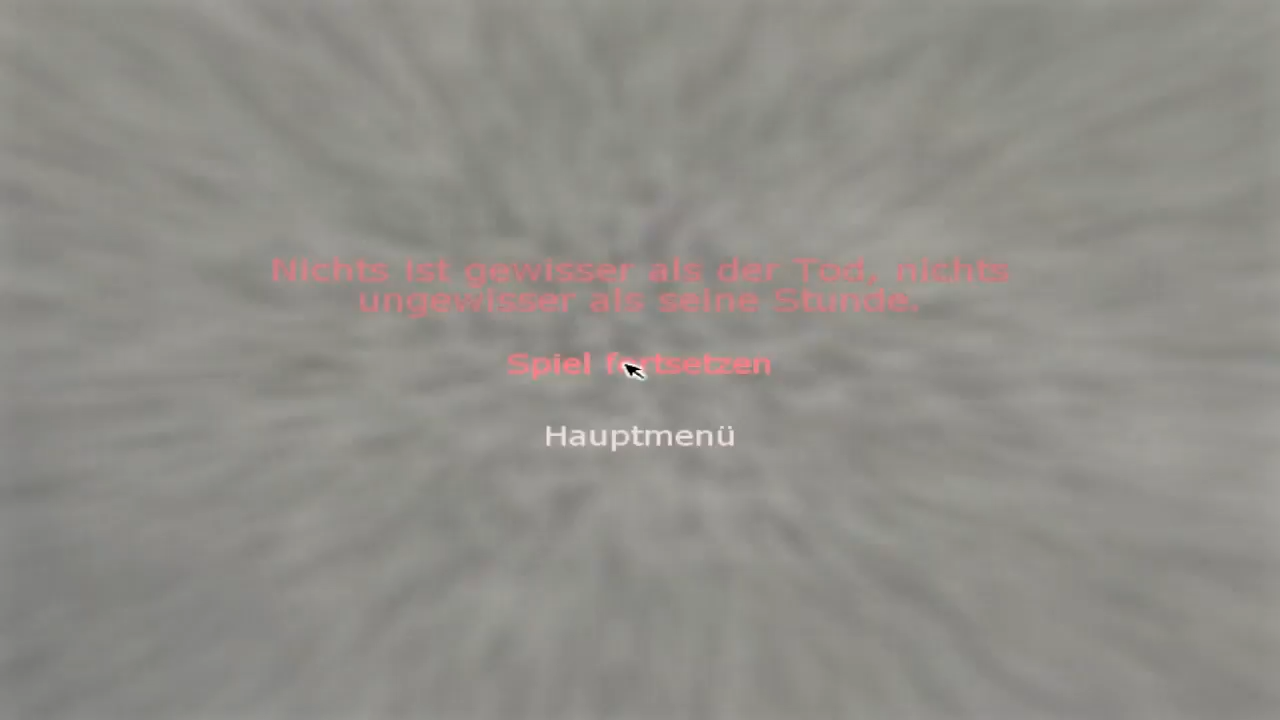 Nichts ist gewisser als der Tod, nichts
ungewisser als seine Stunde.
Spiel fortsetzen
Hauptmenü